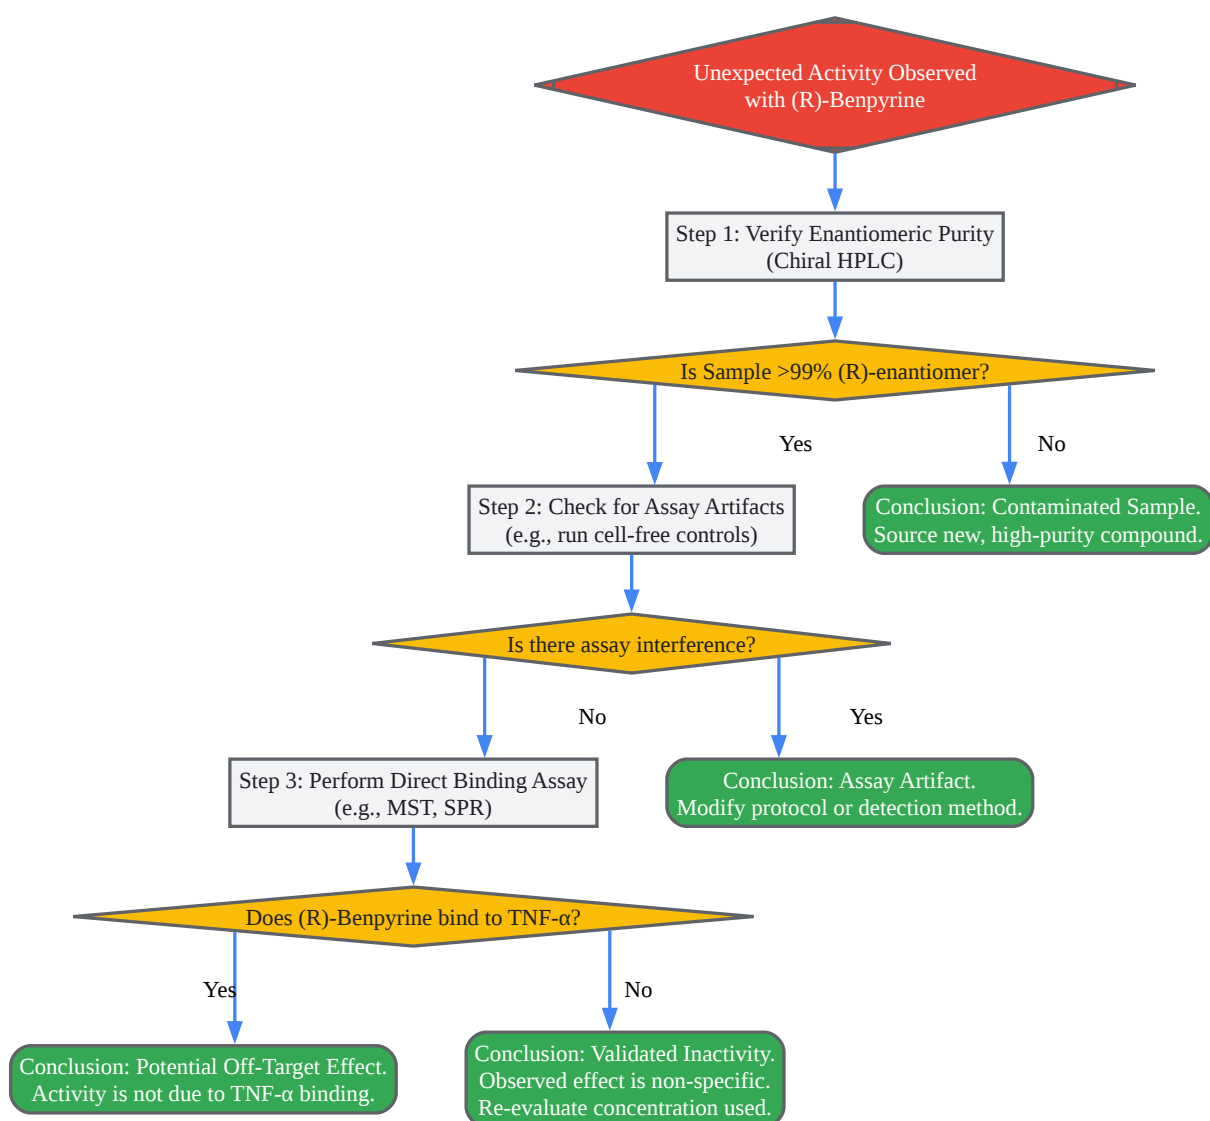 Unexpected Activity Observed
with (R)-Benpyrine
Step 1: Verify Enantiomeric Purity
(Chiral HPLC)
Is Sample >99% (R)-enantiomer?
Yes
No
Step 2: Check for Assay Artifacts
(e.g., run cell-free controls)
Conclusion: Contaminated Sample.
Source new, high-purity compound.
Is there assay interference?
No
Yes
Step 3: Perform Direct Binding Assay
(e.g., MST, SPR)
Conclusion: Assay Artifact.
Modify protocol or detection method.
Does (R)-Benpyrine bind to TNF-α?
Yes
No
Conclusion: Potential Off-Target Effect.
Activity is not due to TNF-α binding.
Conclusion: Validated Inactivity.
Observed effect is non-specific.
Re-evaluate concentration used.